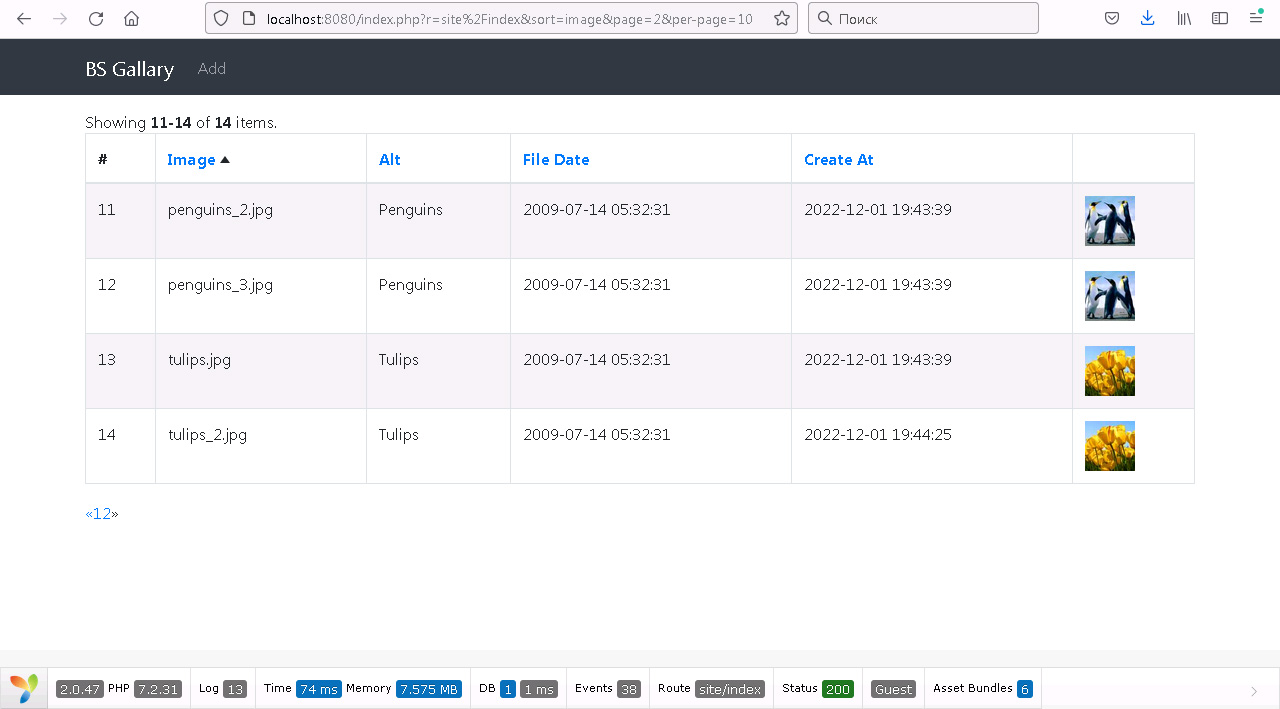 localhost:8080/index.php?r=site%2Findex&sort=image&page=2&per-page=10
Поиск
BS Gallary Add
Showing 11-14 of 14 items.
# Image Alt File Date Create At
11 penguins_2.jpg Penguins 2009-07-14 05:32:31 2022-12-01 19:43:39
12 penguins_3.jpg Penguins 2009-07-14 05:32:31 2022-12-01 19:43:39
13 tulips.jpg Tulips 2009-07-14 05:32:31 2022-12-01 19:43:39
14 tulips_2.jpg Tulips 2009-07-14 05:32:31 2022-12-01 19:44:25
«12»
2.0.47 PHP 7.2.31 Log 13 Time 74 ms Memory 7.575 MB DB 1 1 ms Events 38 Route site/index Status 200 Guest Asset Bundles 6